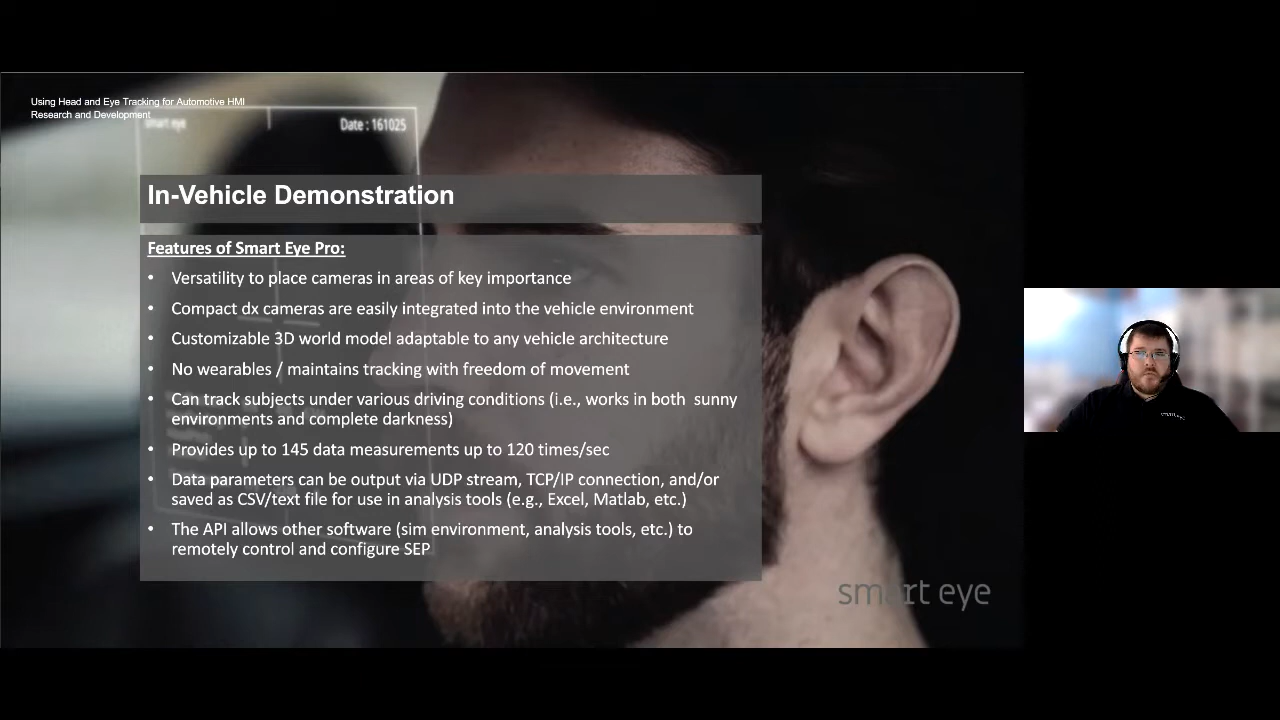 Using Head and Eye Tracking for Automotive HMI
Research and Development
smart eye
Date : 161025
In-Vehicle Demonstration
Features of Smart Eye Pro:
• Versatility to place cameras in areas of key importance
• Compact dx cameras are easily integrated into the vehicle environment
• Customizable 3D world model adaptable to any vehicle architecture
• No wearables / maintains tracking with freedom of movement
• Can track subjects under various driving conditions (i.e., works in both sunny
environments and complete darkness)
• Provides up to 145 data measurements up to 120 times/sec
• Data parameters can be output via UDP stream, TCP/IP connection, and/or
saved as CSV/text file for use in analysis tools (e.g., Excel, Matlab, etc.)
• The API allows other software (sim environment, analysis tools, etc.) to
remotely control and configure SEP
smart eye